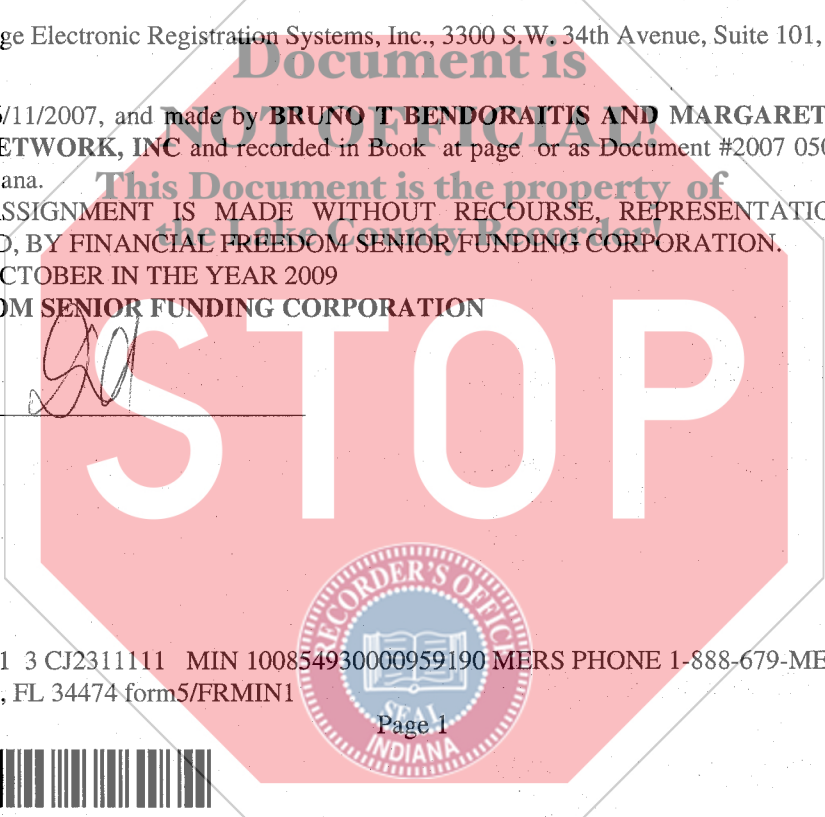 ge Electronic Registration Systems, Inc., 3300 S.W. 34th Avenue, Suite 101,
Document is
/11/2007, and made by BRUNO T BENDORAITIS AND MARGARET
NOT OFFICIAL!
ETWORK, INC and recorded in Book at page or as Document #2007 050
ana.
This Document is the property of
ASSIGNMENT IS MADE WITHOUT RECOURSE, REPRESENTATIO
the Lake County Recorder!
D, BY FINANCIAL FREEDOM SENIOR FUNDING CORPORATION.
CTOBER IN THE YEAR 2009
OM SENIOR FUNDING CORPORATION
STOP
RECORDER'S OFFICE
1 3 CJ2311111 MIN 100854930000959190 MERS PHONE 1-888-679-ME
, FL 34474 form5/FRMIN1
SEAL
Page 1
INDIANA